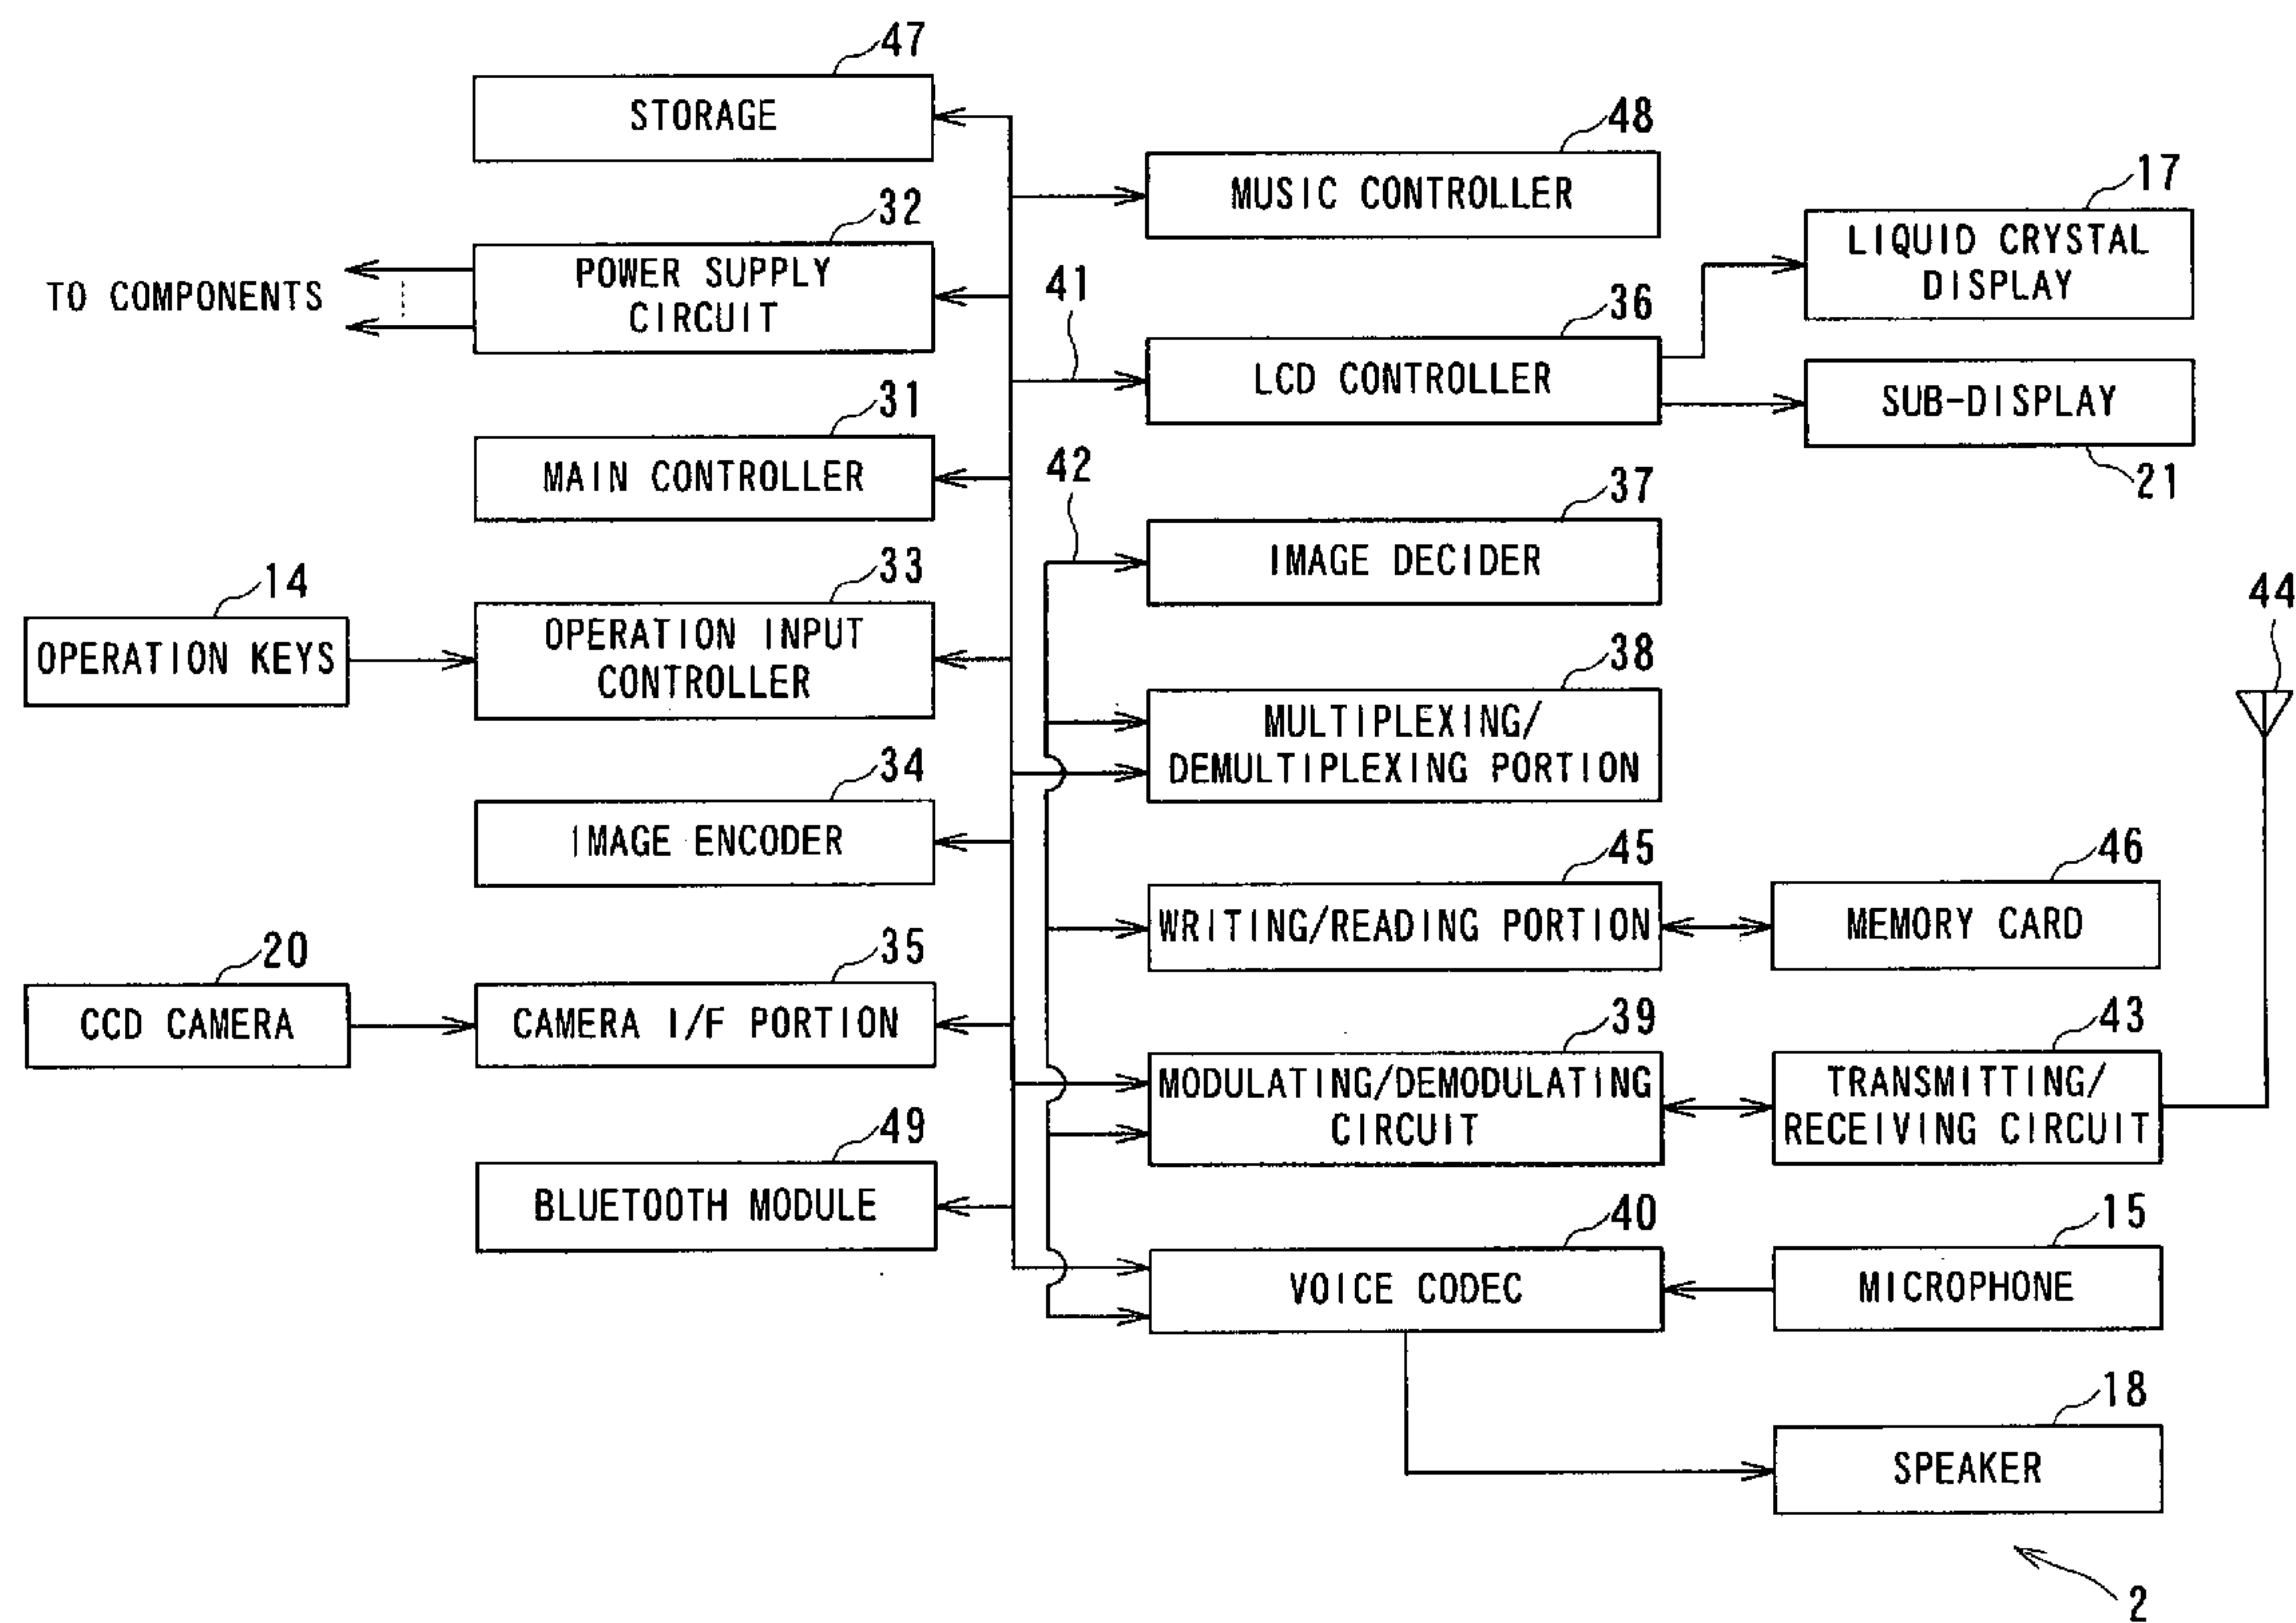 47
STORAGE
48
MUSIC CONTROLLER
17
LIQUID CRYSTAL
DISPLAY
32
POWER SUPPLY
CIRCUIT
TO COMPONENTS
41
36
LCD CONTROLLER
SUB-DISPLAY
21
31
MAIN CONTROLLER
42
37
IMAGE DECIDER
14
OPERATION KEYS
33
OPERATION INPUT
CONTROLLER
38
MULTIPLEXING/
DEMULTIPLEXING PORTION
44
34
IMAGE ENCODER
45
WRITING/READING PORTION
46
MEMORY CARD
20
CCD CAMERA
35
CAMERA I/F PORTION
39
MODULATING/DEMODULATING
CIRCUIT
43
TRANSMITTING/
RECEIVING CIRCUIT
49
BLUETOOTH MODULE
40
VOICE CODEC
15
MICROPHONE
18
SPEAKER
2